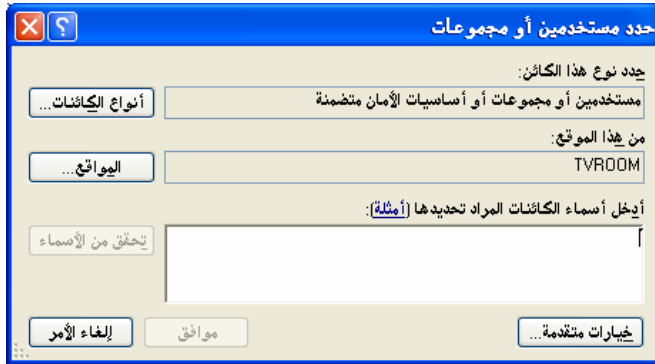 حدد مستخدمين أو مجموعات
حدد نوع هذا الكائن:
مستخدمين أو مجموعات أو أساسيات الأمان متضمنة
أنواع الكائنات...
من هذا الموقع:
TVROOM
المواقع...
أدخل أسماء الكائنات المراد تحديدها (أمثلة):
تحقق من الأسماء
خيارات متقدمة...
موافق
إلغاء الأمر